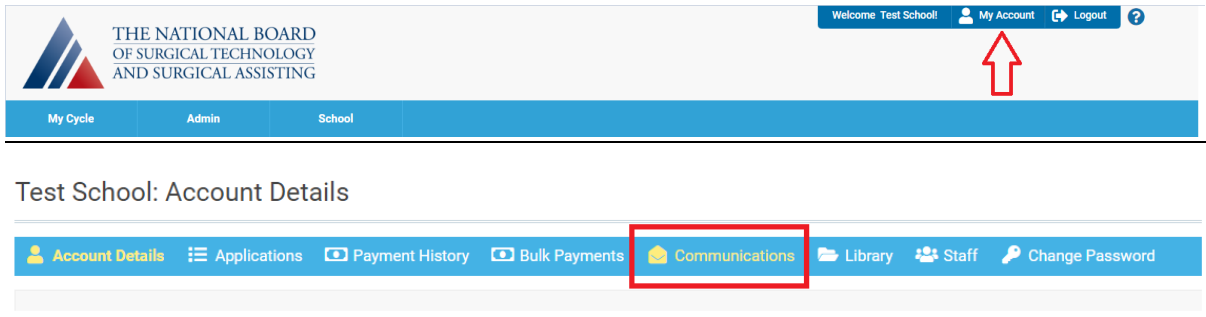 Welcome Test School! My Account Logout ?
THE NATIONAL BOARD
OF SURGICAL TECHNOLOGY
AND SURGICAL ASSISTING
My Cycle Admin School
Test School: Account Details
Account Details Applications Payment History Bulk Payments Communications Library Staff Change Password